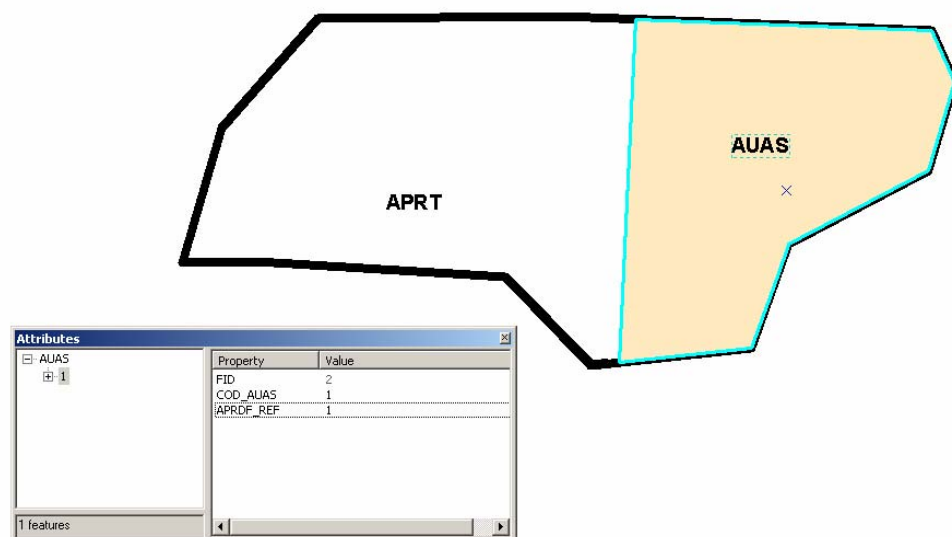 AUAS
APRT
Attributes
AUAS
1
Property Value
FID 2
COD_AUAS 1
APRDF_REF 1
1 features